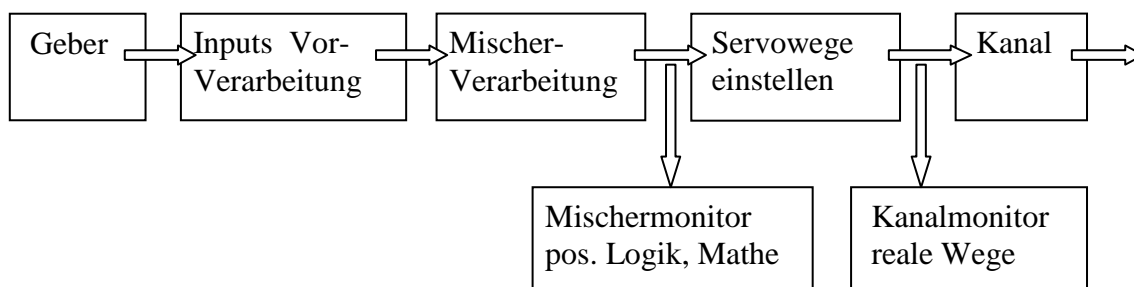 Geber
Inputs Vor-
Verarbeitung
Mischer-
Verarbeitung
Servowege
einstellen
Kanal
Mischermonitor
pos. Logik, Mathe
Kanalmonitor
reale Wege